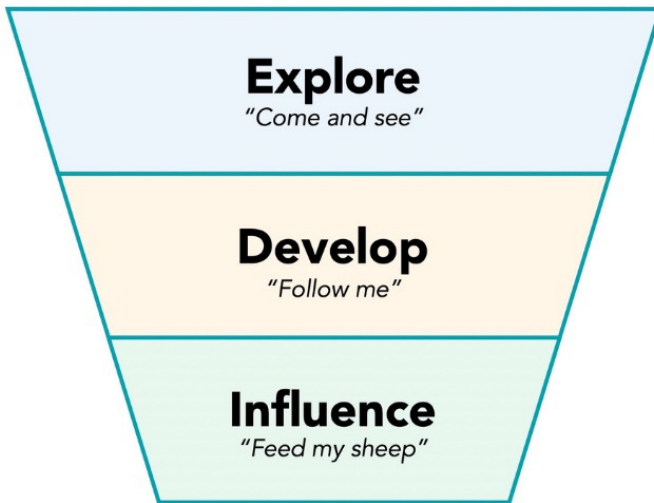 Explore
“Come and see”
Develop
“Follow me”
Influence
“Feed my sheep”